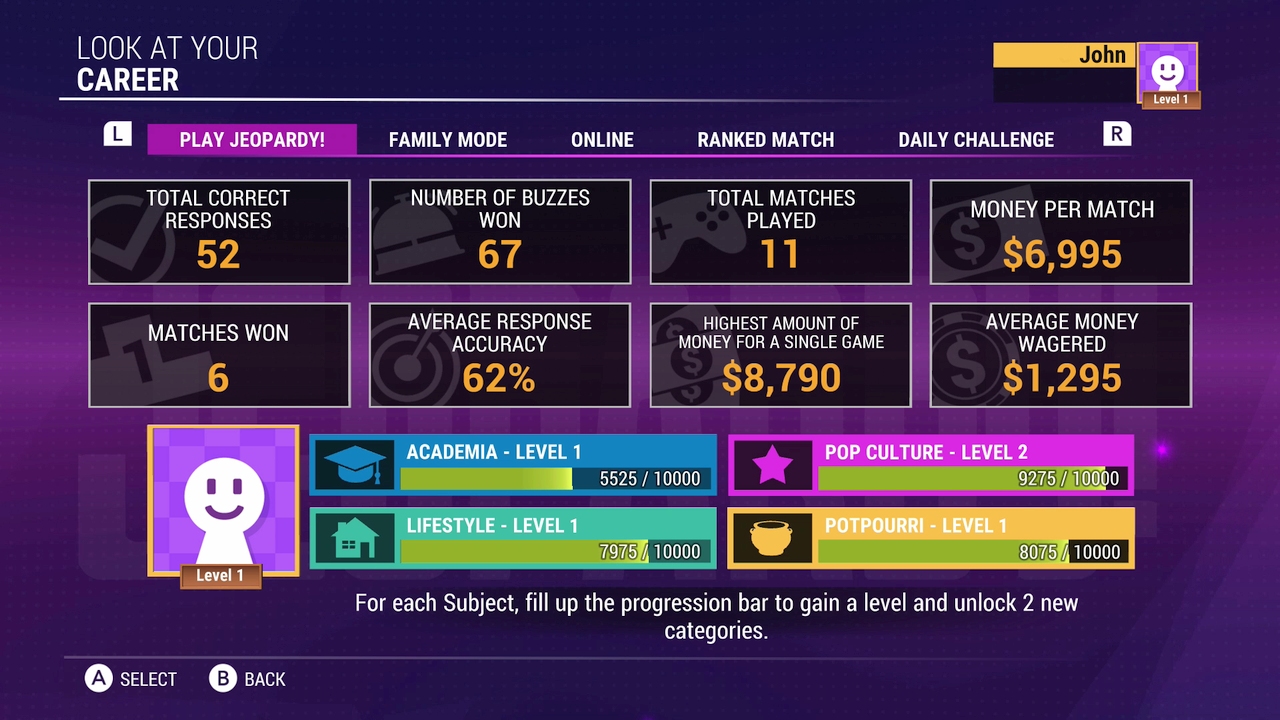 LOOK AT YOUR
CAREER
John
Level 1
L
PLAY JEOPARDY!
FAMILY MODE
ONLINE
RANKED MATCH
DAILY CHALLENGE
R
TOTAL CORRECT
RESPONSES
52
NUMBER OF BUZZES
WON
67
TOTAL MATCHES
PLAYED
11
MONEY PER MATCH
$6,995
MATCHES WON
6
AVERAGE RESPONSE
ACCURACY
62%
HIGHEST AMOUNT OF
MONEY FOR A SINGLE GAME
$8,790
AVERAGE MONEY
WAGERED
$1,295
Level 1
ACADEMIA - LEVEL 1
5525 / 10000
POP CULTURE - LEVEL 2
9275 / 10000
LIFESTYLE - LEVEL 1
7975 / 10000
POTPOURRI - LEVEL 1
8075 / 10000
For each Subject, fill up the progression bar to gain a level and unlock 2 new
categories.
A SELECT
B BACK